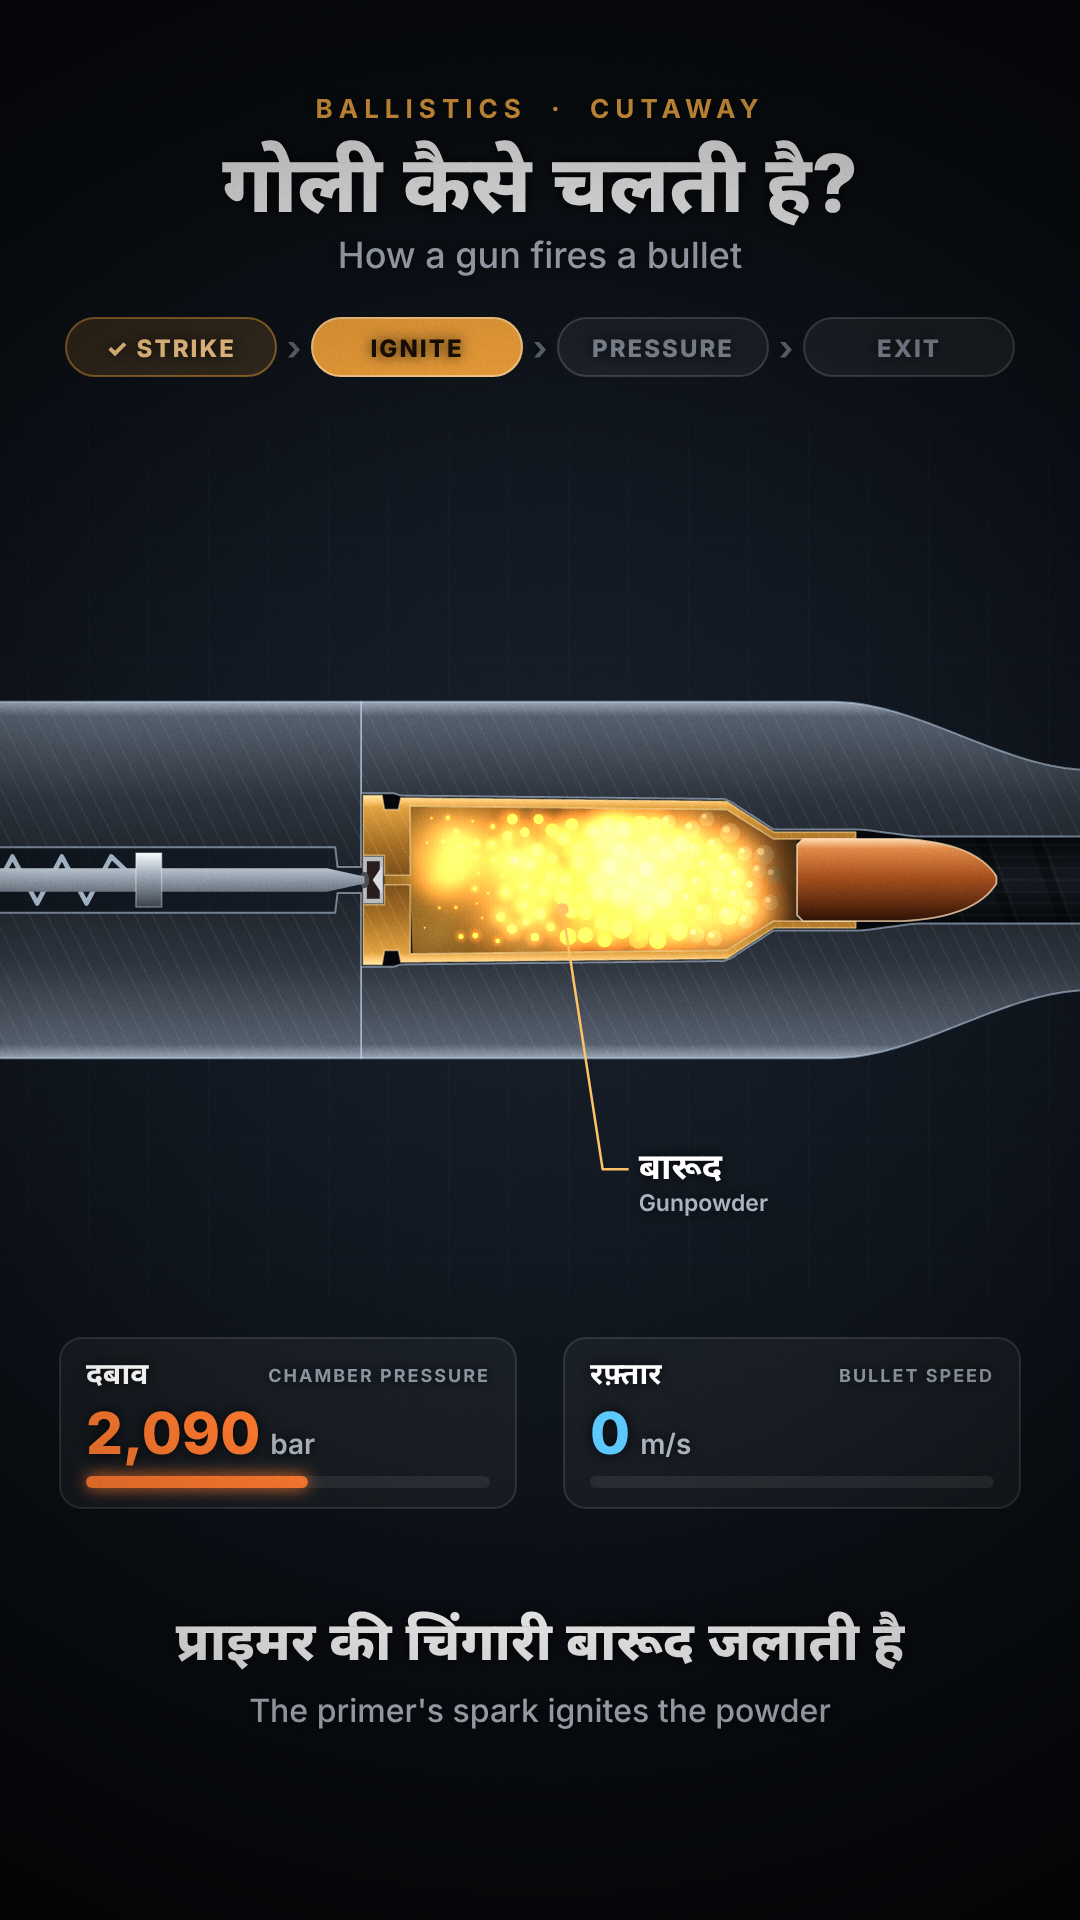 BALLISTICS · CUTAWAY
गोली कैसे चलती है?
How a gun fires a bullet
✓ STRIKE › IGNITE › PRESSURE › EXIT
बारूद
Gunpowder
दबाव CHAMBER PRESSURE
2,090 bar
रफ़्तार BULLET SPEED
0 m/s
प्राइमर की चिंगारी बारूद जलाती है
The primer's spark ignites the powder